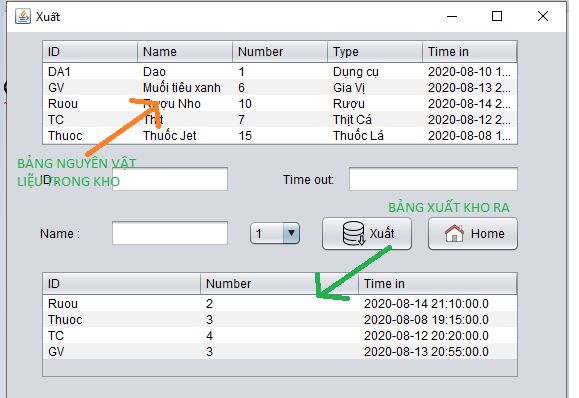 Xuất
ID Name Number Type Time in
DA1 Dao 1 Dụng cụ 2020-08-10 1...
GV Muối tiêu xanh 6 Gia Vị 2020-08-13 2...
Ruou Rượu Nho 10 Rượu 2020-08-14 2...
TC Thịt 7 Thịt Cá 2020-08-12 2...
Thuoc Thuốc Jet 15 Thuốc Lá 2020-08-08 1...
BẢNG NGUYÊN VẬT
LIỆU TRONG KHO
ID Time out:
BẢNG XUẤT KHO RA
Name : 1 Xuất Home
ID Number Time in
Ruou 2 2020-08-14 21:10:00.0
Thuoc 3 2020-08-08 19:15:00.0
TC 4 2020-08-12 20:20:00.0
GV 3 2020-08-13 20:55:00.0